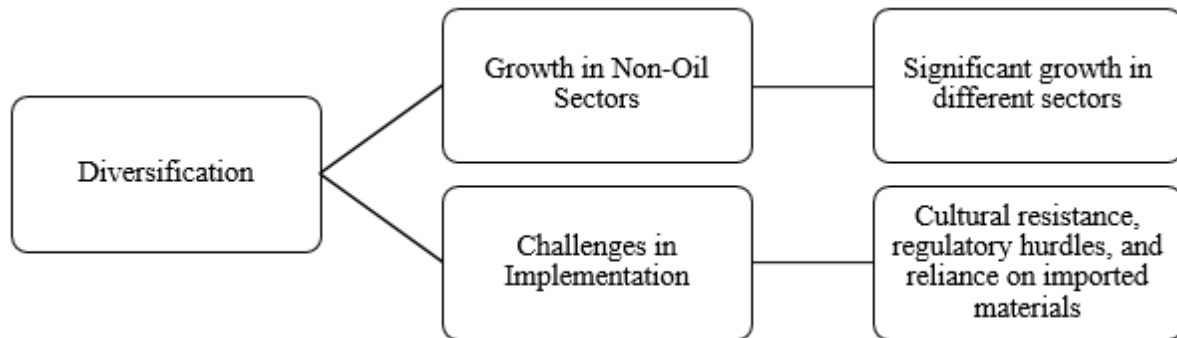 Diversification
Growth in Non-Oil
Sectors
Significant growth in
different sectors
Challenges in
Implementation
Cultural resistance,
regulatory hurdles, and
reliance on imported
materials